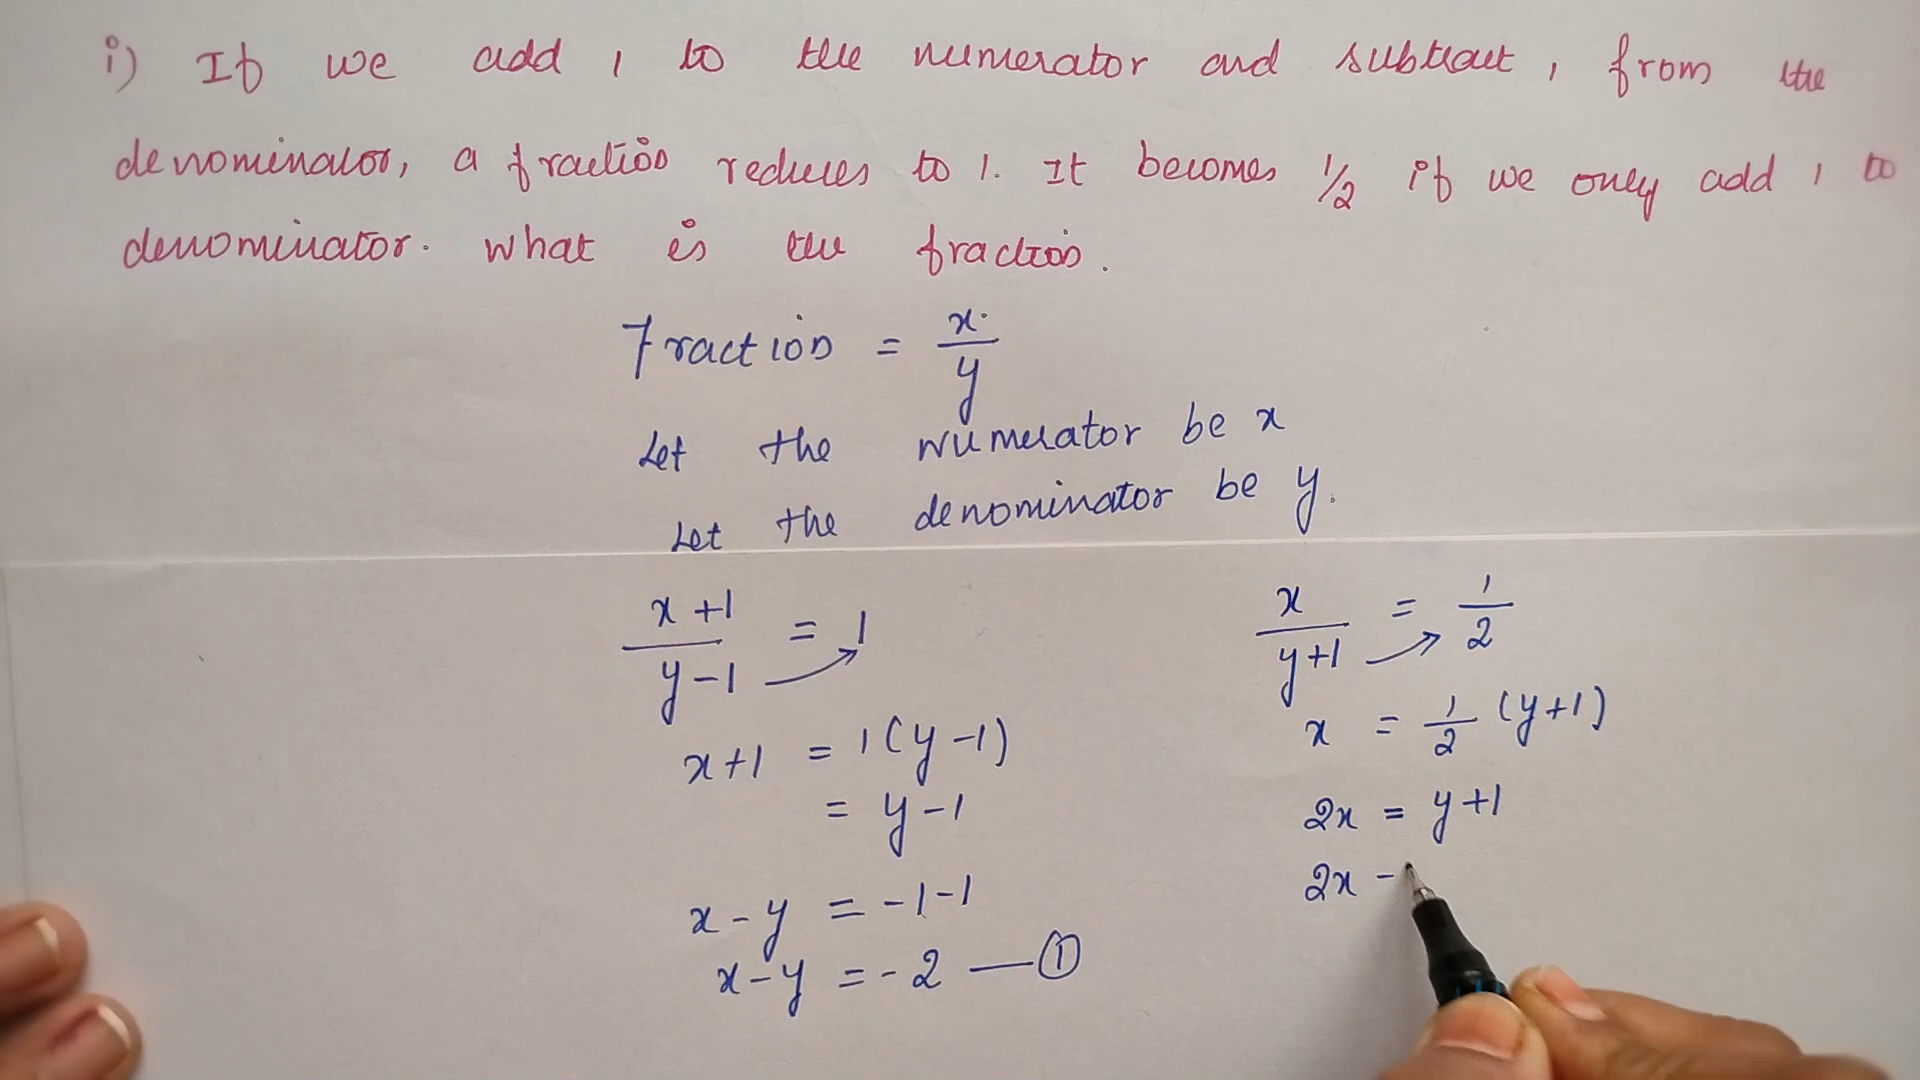 i) If we add 1 to the numerator and subtract 1 from the
denominator, a fraction reduces to 1. It becomes 1/2 if we only add 1 to
denominator. what is the fraction.
Fraction = x/y
Let the numerator be x
Let the denominator be y.
x+1/y-1 = 1
x+1 = 1(y-1)
= y-1
x-y = -1-1
x-y = -2 — ①
x/y+1 = 1/2
x = 1/2 (y+1)
2x = y+1
2x -